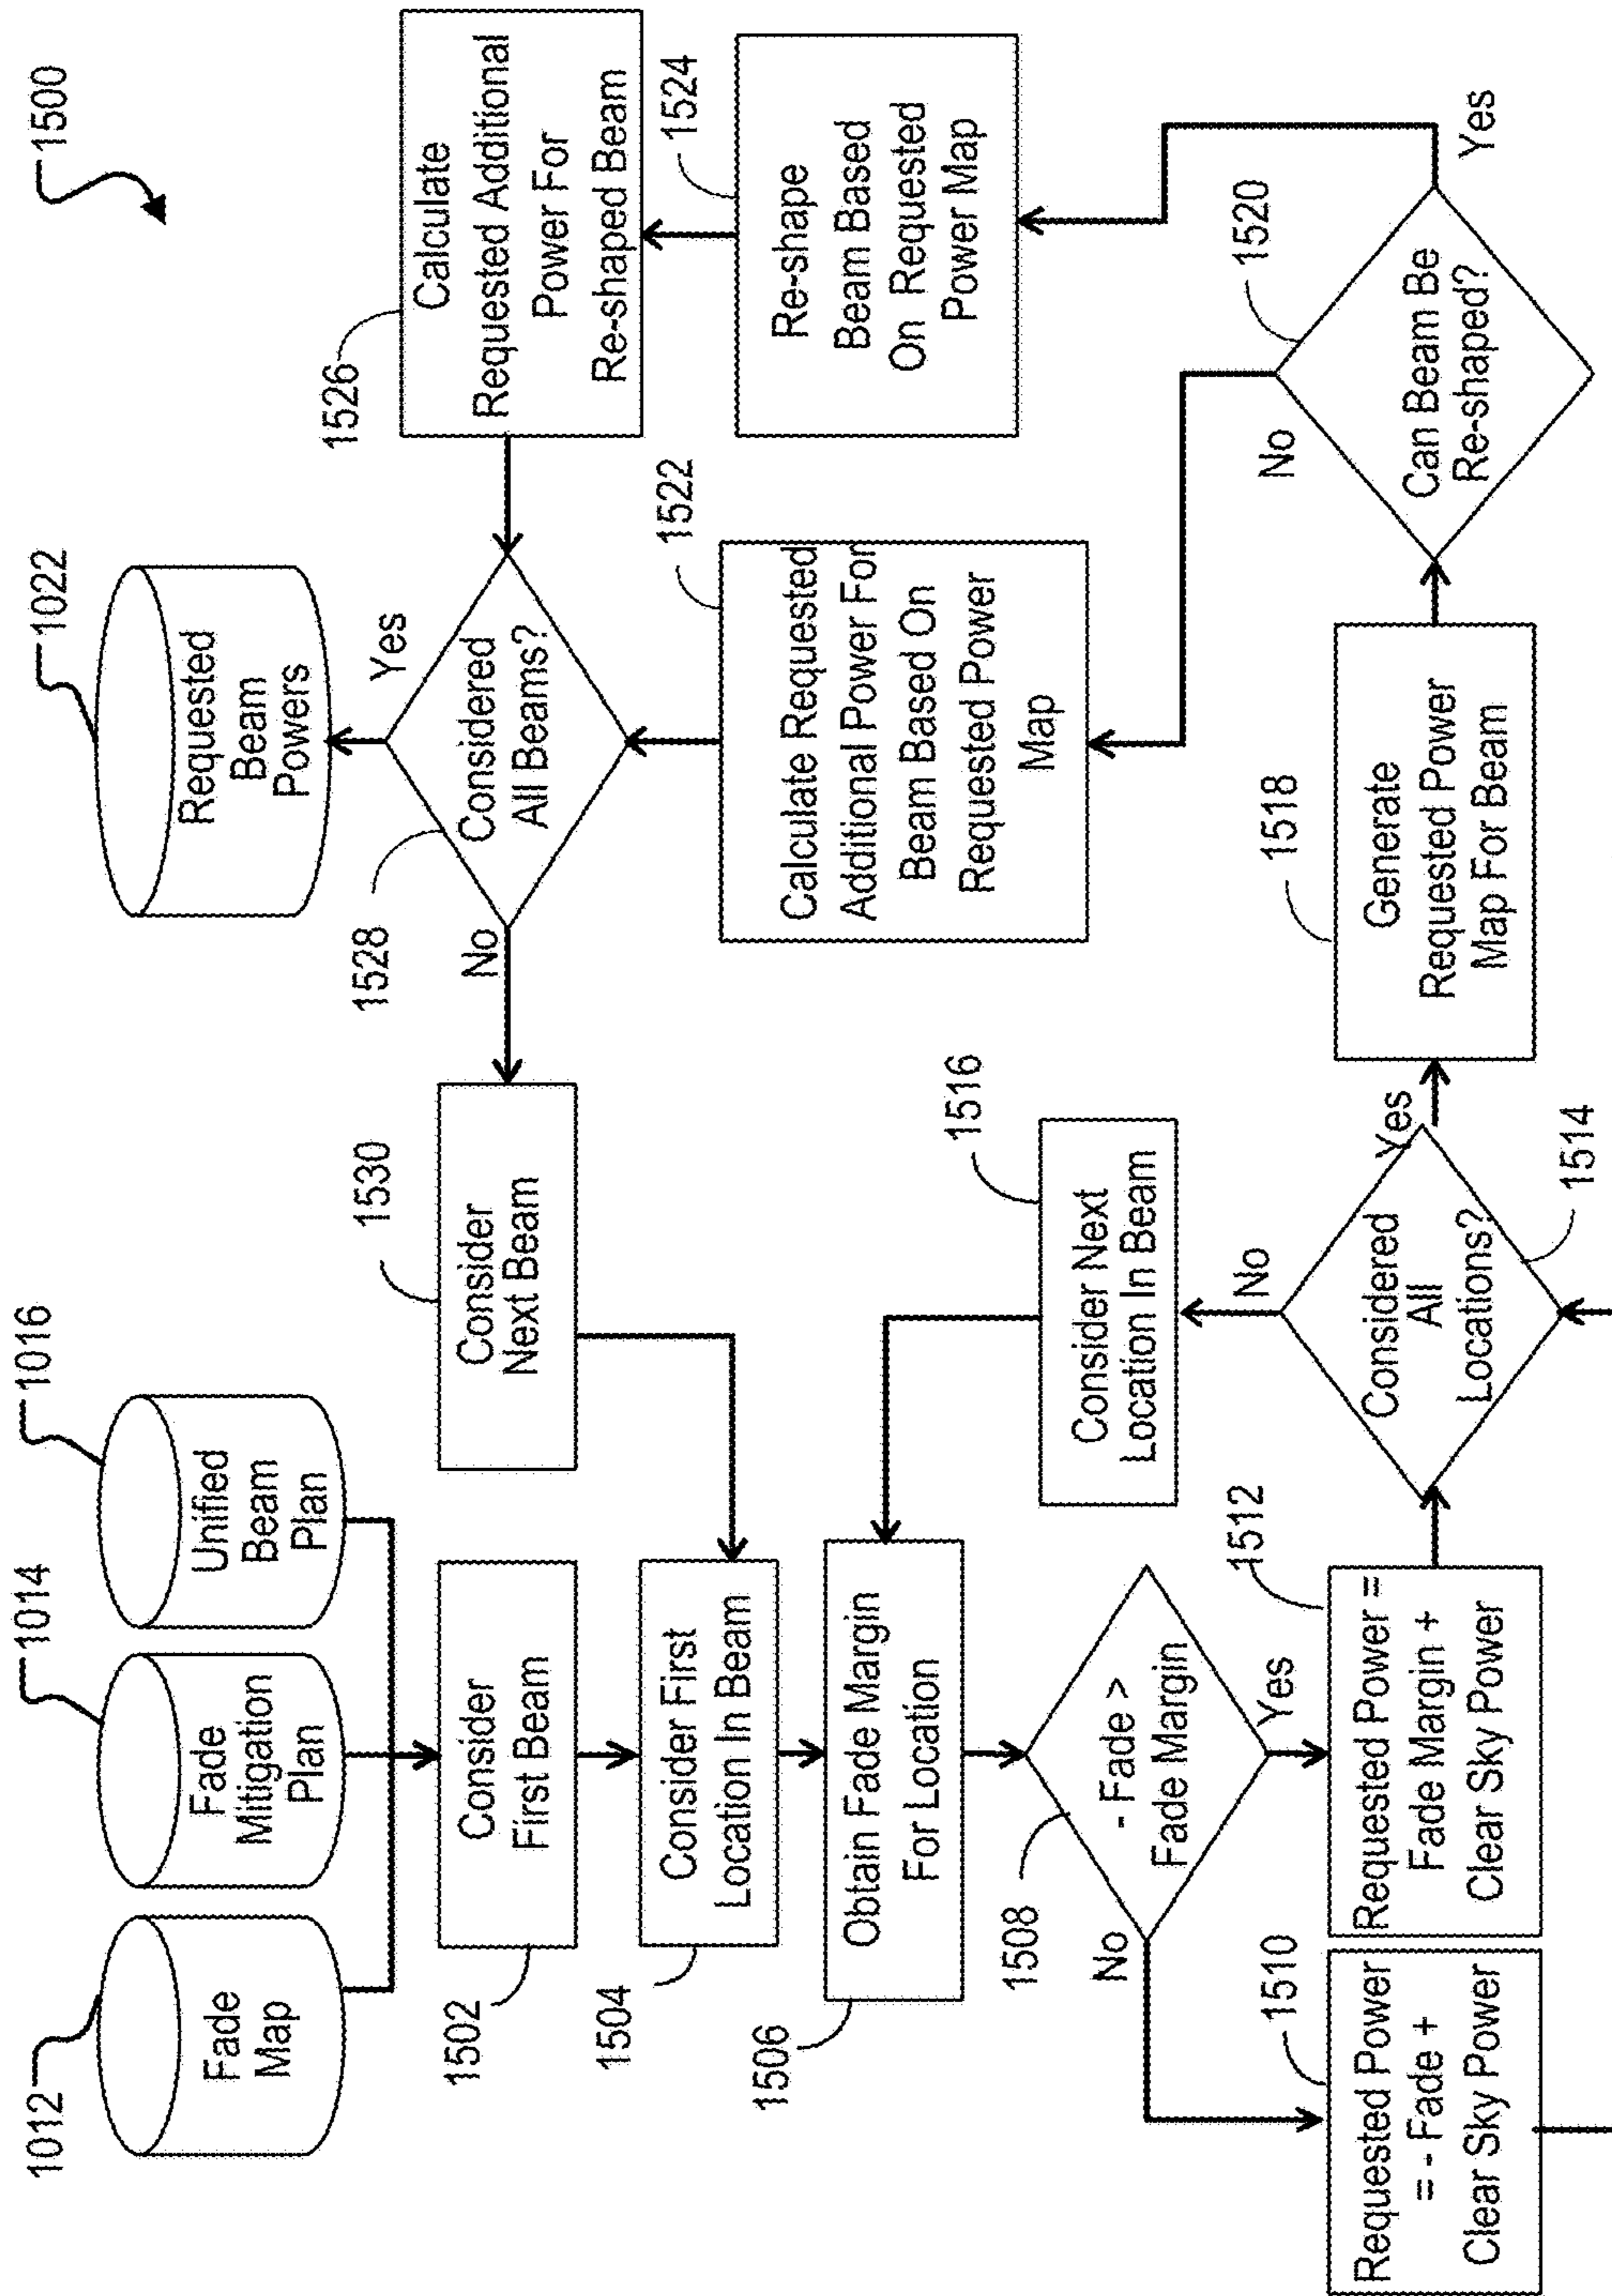 1500
1012
1014
1016
1022
Fade
Map
Fade
Mitigation
Plan
Unified
Beam
Plan
Requested
Beam
Powers
1502
Consider
First Beam
1530
Consider
Next Beam
1528
Considered
All Beams?
No
Yes
1526
Calculate
Requested Additional
Power For
Re-shaped Beam
1504
Consider First
Location In Beam
1506
Obtain Fade Margin
For Location
1522
Calculate Requested
Additional Power For
Beam Based On
Requested Power
Map
1524
Re-shape
Beam Based
On Requested
Power Map
1508
- Fade >
Fade Margin
No
Yes
1516
Consider Next
Location In Beam
1510
Requested Power
= - Fade +
Clear Sky Power
1512
Requested Power =
Fade Margin +
Clear Sky Power
1514
Considered
All
Locations?
No
Yes
1518
Generate
Requested Power
Map For Beam
1520
Can Beam Be
Re-shaped?
No
Yes